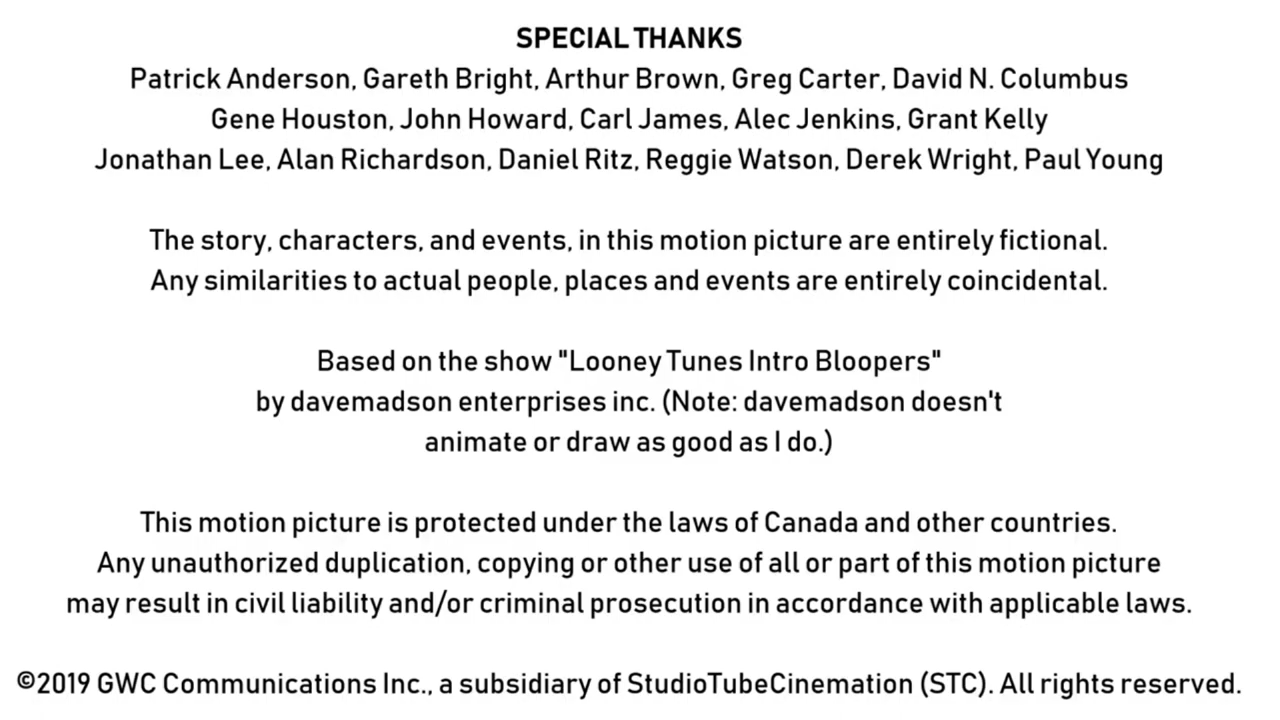 SPECIAL THANKS
Patrick Anderson, Gareth Bright, Arthur Brown, Greg Carter, David N. Columbus
Gene Houston, John Howard, Carl James, Alec Jenkins, Grant Kelly
Jonathan Lee, Alan Richardson, Daniel Ritz, Reggie Watson, Derek Wright, Paul Young
The story, characters, and events, in this motion picture are entirely fictional.
Any similarities to actual people, places and events are entirely coincidental.
Based on the show "Looney Tunes Intro Bloopers"
by davemadson enterprises inc. (Note: davemadson doesn't
animate or draw as good as I do.)
This motion picture is protected under the laws of Canada and other countries.
Any unauthorized duplication, copying or other use of all or part of this motion picture
may result in civil liability and/or criminal prosecution in accordance with applicable laws.
©2019 GWC Communications Inc., a subsidiary of StudioTubeCinemation (STC). All rights reserved.